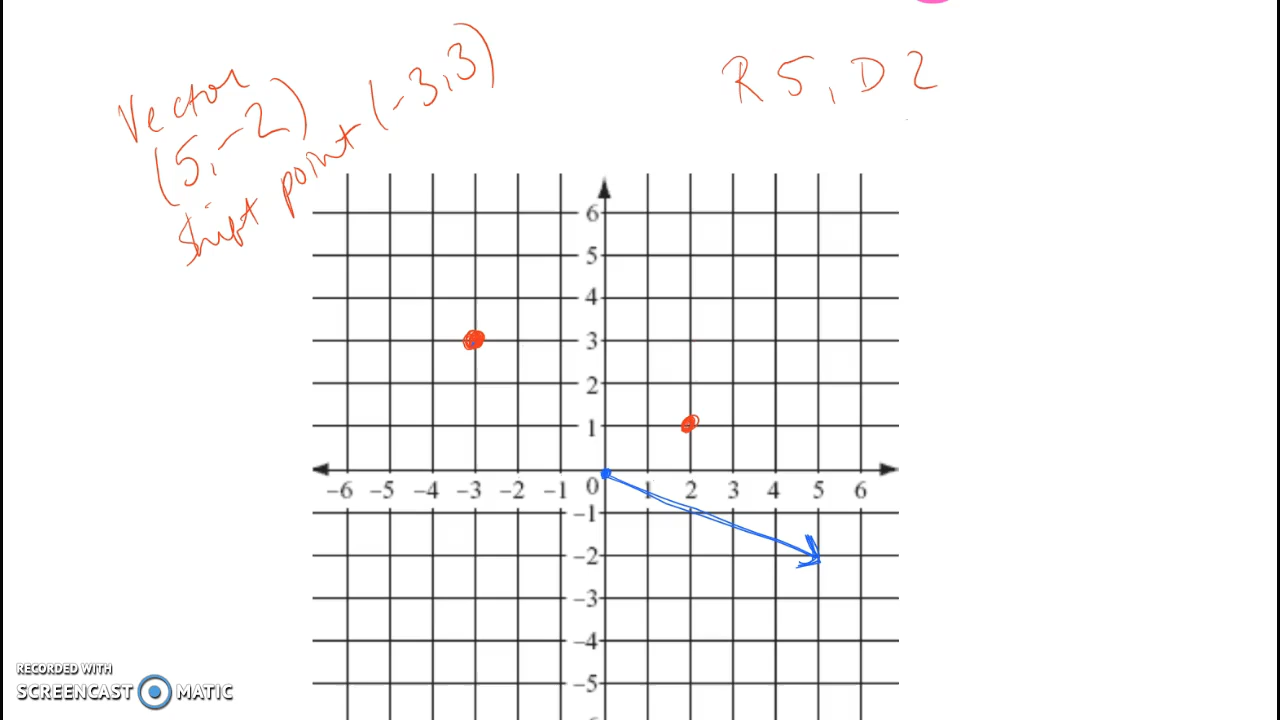 Vector
(5,-2)
shift point (-3,3)
R 5, D 2
6
5
4
3
2
1
-6 -5 -4 -3 -2 -1 0 1 2 3 4 5 6
-1
-2
-3
-4
-5
RECORDED WITH
SCREENCAST MATIC